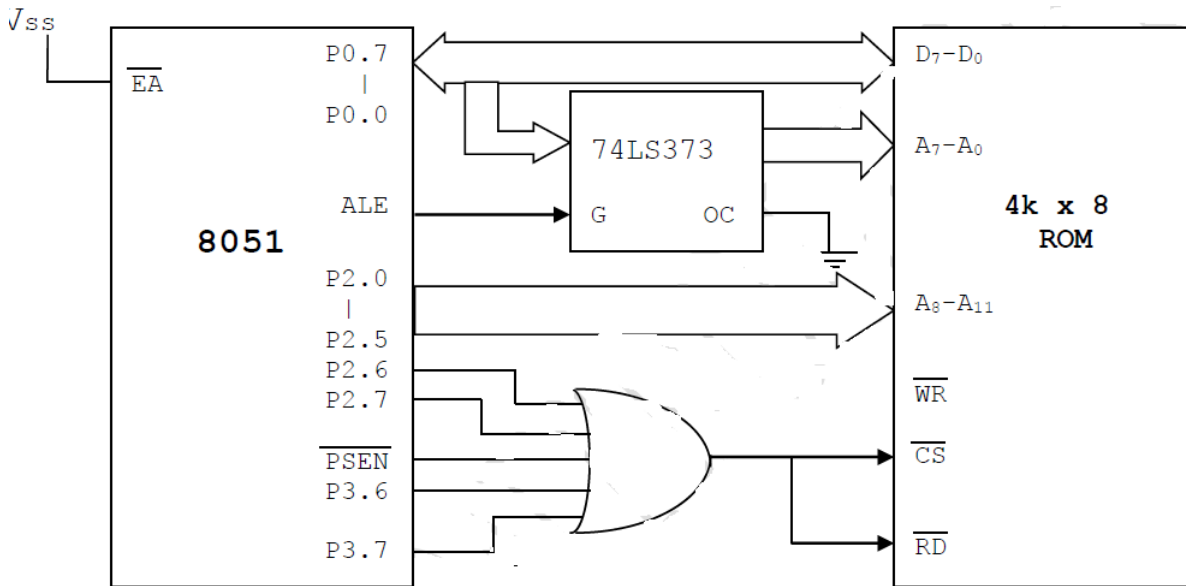 Vss
EA
P0.7
|
P0.0
ALE
8051
P2.0
|
P2.5
P2.6
P2.7
PSEN
P3.6
P3.7
74LS373
G OC
D₇-D₀
A₇-A₀
4k x 8
ROM
A₈-A₁₁
WR
CS
RD